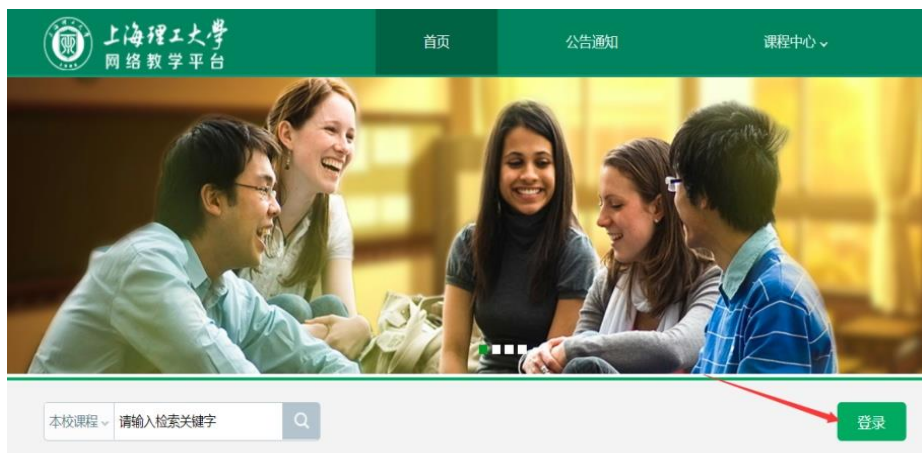 上海理工大學
网络教学平台
首页
公告通知
课程中心
本校课程
请输入检索关键字
登录